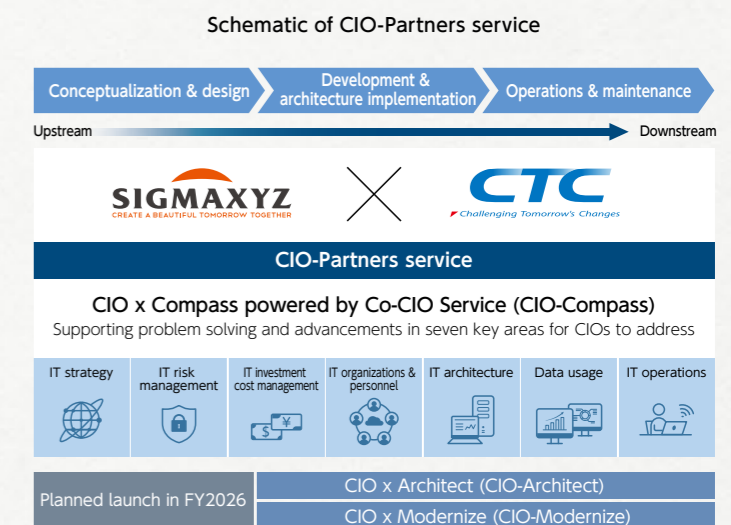 Schematic of CIO-Partners service
Conceptualization & design
Development &
architecture implementation
Operations & maintenance
Upstream
Downstream
SIGMAXYZ
CREATE A BEAUTIFUL TOMORROW TOGETHER
CTC
Challenging Tomorrow's Changes
CIO-Partners service
CIO x Compass powered by Co-CIO Service (CIO-Compass)
Supporting problem solving and advancements in seven key areas for CIOs to address
IT strategy
IT risk
management
IT investment
cost management
IT organizations &
personnel
IT architecture
Data usage
IT operations
$ ¥
Planned launch in FY2026
CIO x Architect (CIO-Architect)
CIO x Modernize (CIO-Modernize)